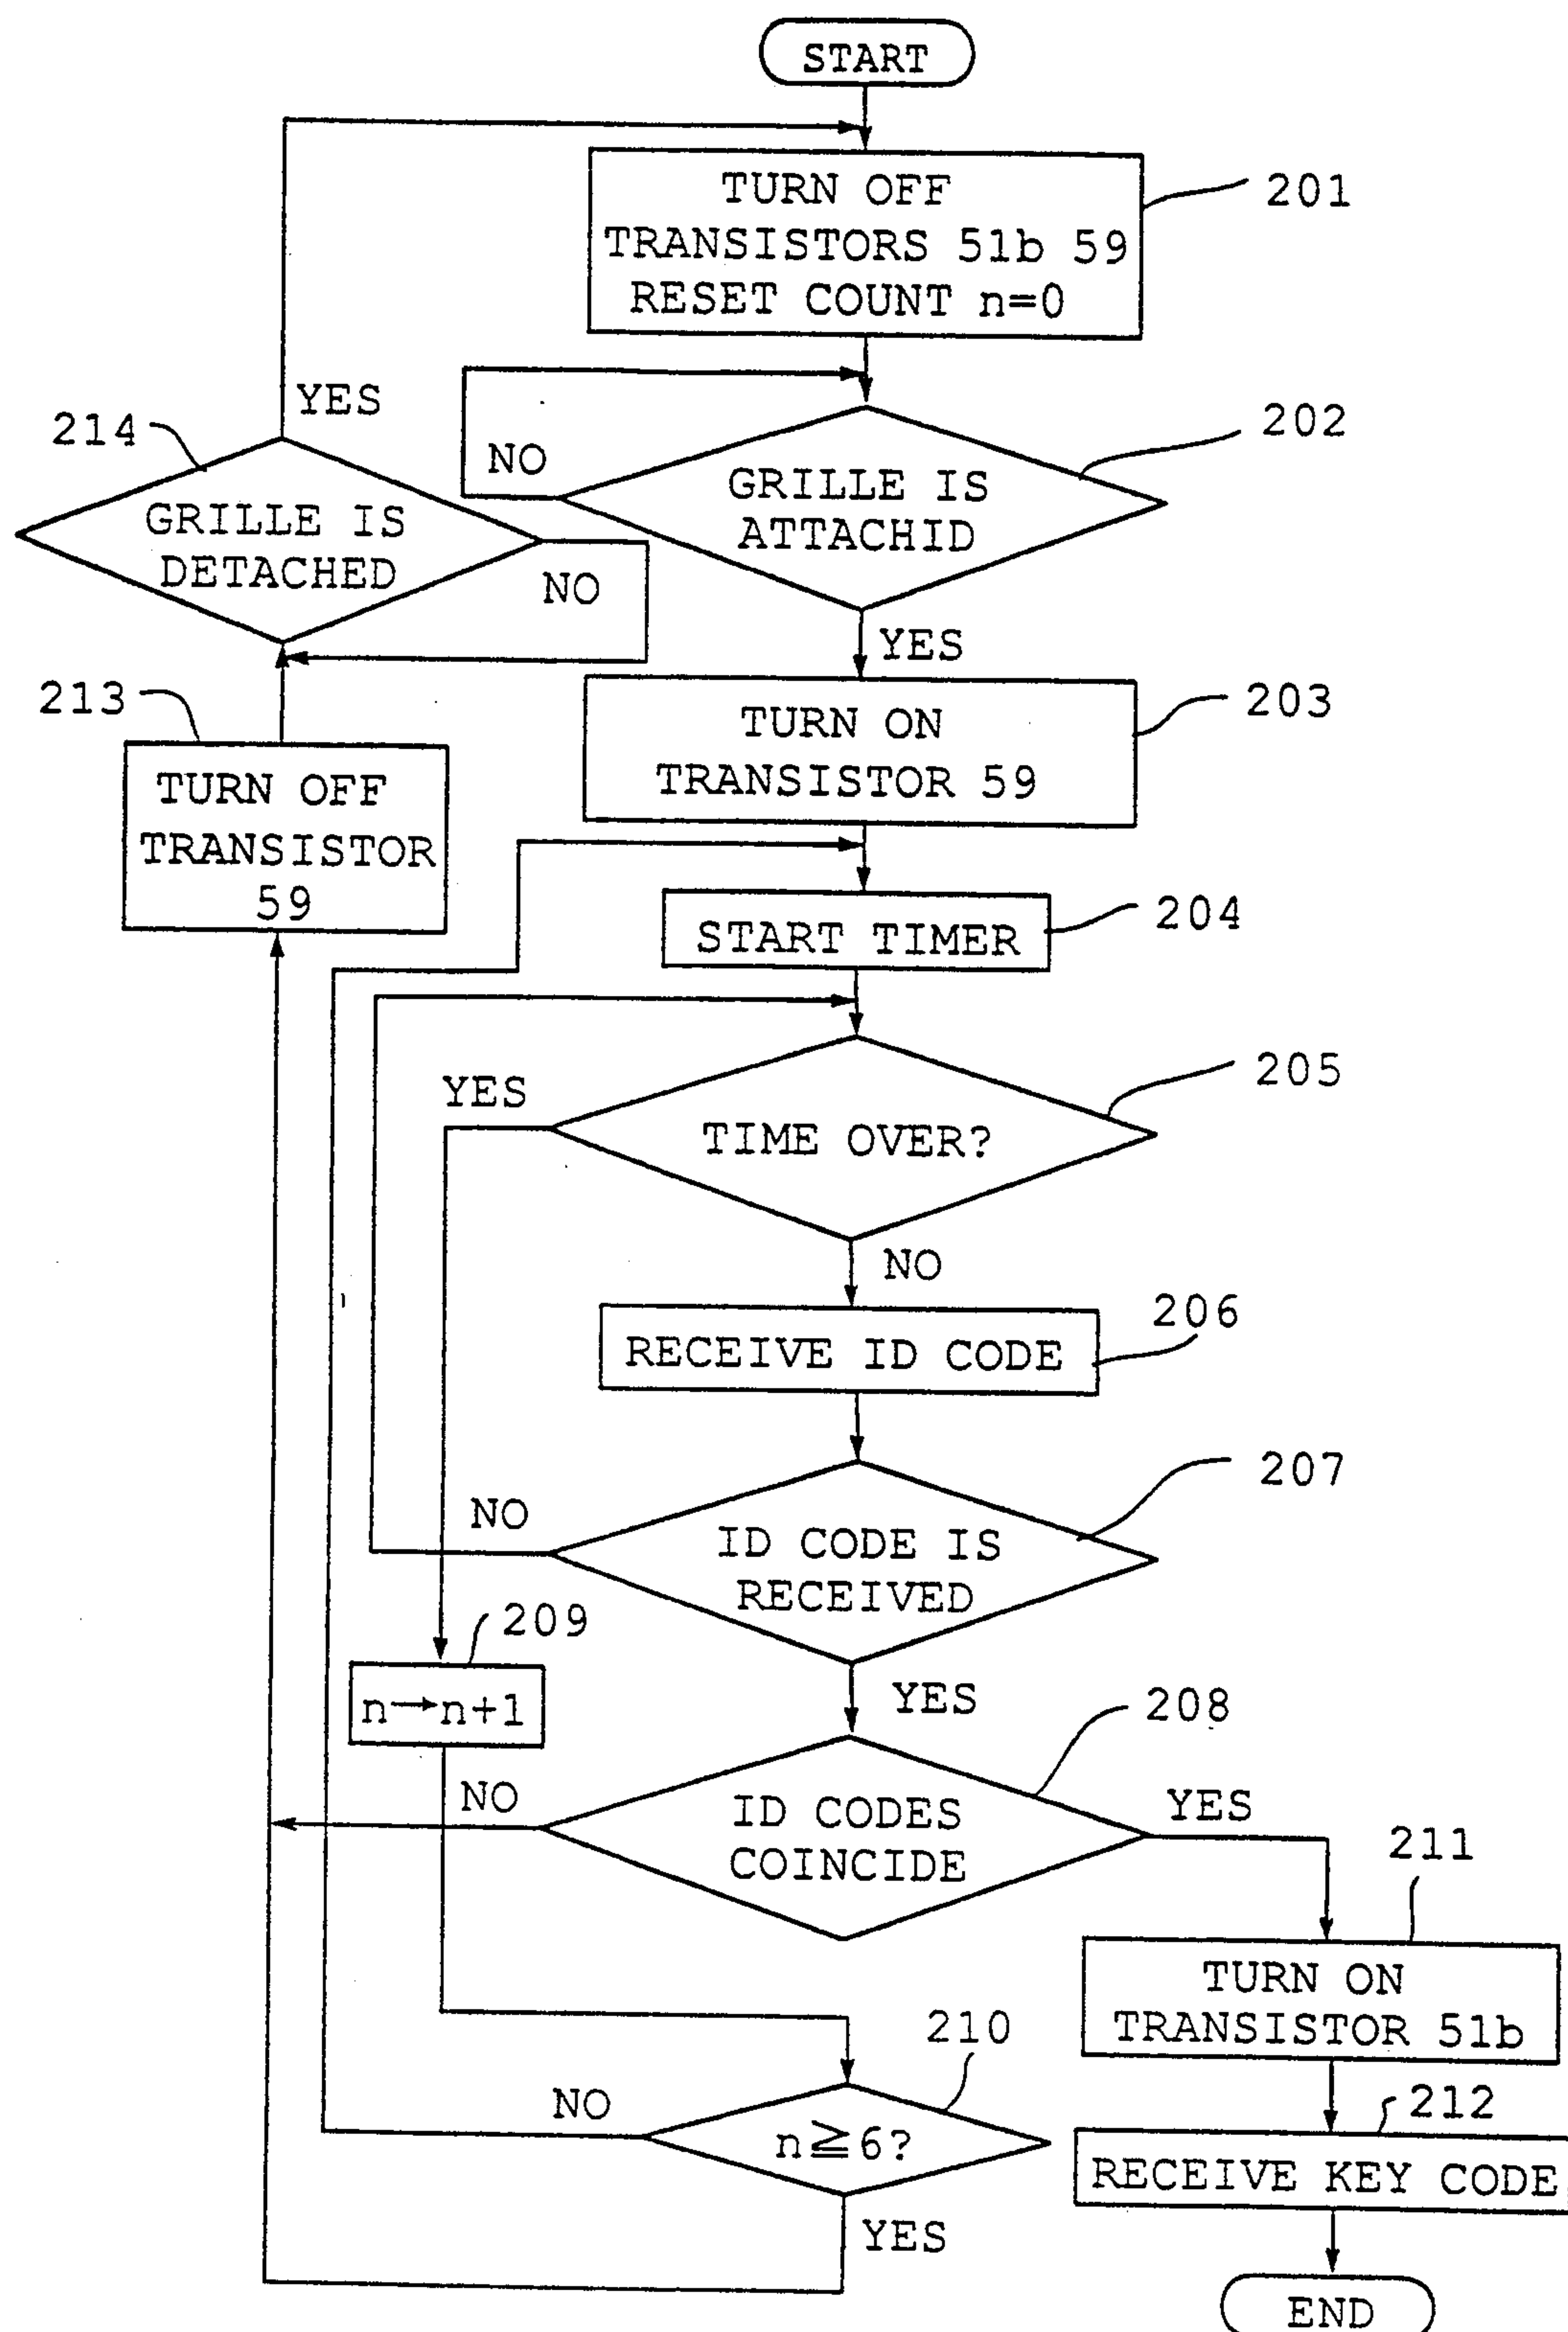 START
TURN OFF
TRANSISTORS 51b 59
RESET COUNT n=0
201
YES
214
GRILLE IS
DETACHED
NO
NO
GRILLE IS
ATTACHID
202
YES
213
TURN OFF
TRANSISTOR
59
TURN ON
TRANSISTOR 59
203
START TIMER
204
YES
TIME OVER?
205
NO
RECEIVE ID CODE
206
NO
ID CODE IS
RECEIVED
207
YES
209
n→n+1
NO
ID CODES
COINCIDE
208
YES
211
TURN ON
TRANSISTOR 51b
210
NO
n≧6?
YES
212
RECEIVE KEY CODE
END